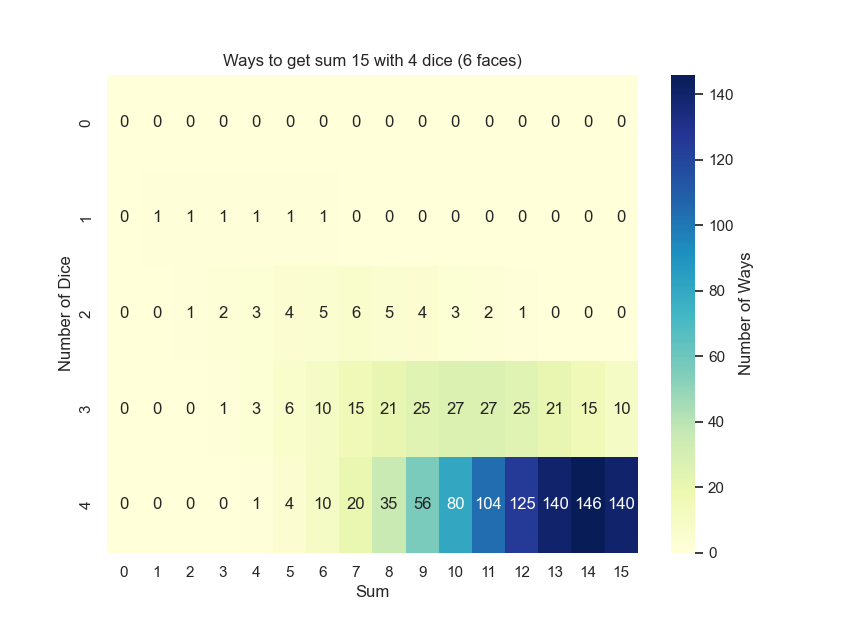 Ways to get sum 15 with 4 dice (6 faces)
0 0 0 0 0 0 0 0 0 0 0 0 0 0 0 0 0
1 0 1 1 1 1 1 1 0 0 0 0 0 0 0 0 0
2 0 0 1 2 3 4 5 6 5 4 3 2 1 0 0 0
3 0 0 0 1 3 6 10 15 21 25 27 27 25 21 15 10
4 0 0 0 0 1 4 10 20 35 56 80 104 125 140 146 140
0 1 2 3 4 5 6 7 8 9 10 11 12 13 14 15
Sum
Number of Dice
140
120
100
80
60
40
20
0
Number of Ways